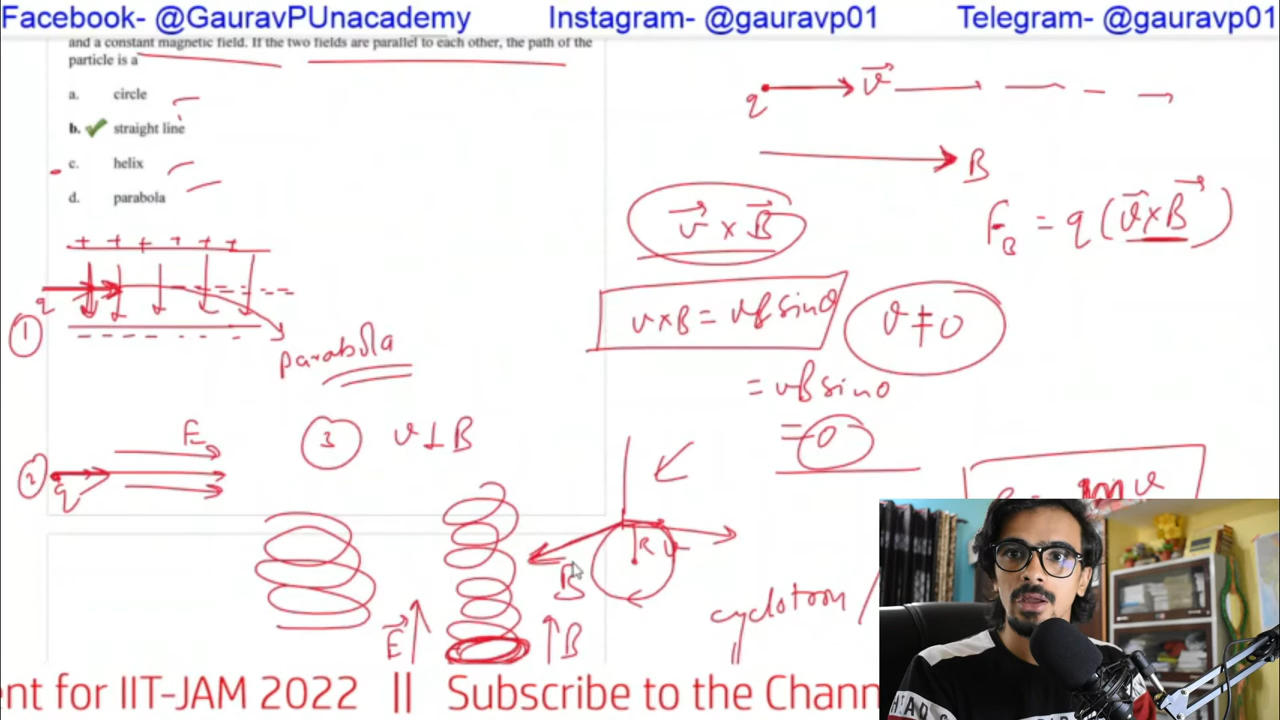 Facebook- @GauravPUnacademy Instagram- @gauravp01 Telegram- @gauravp01
and a constant magnetic field. If the two fields are parallel to each other, the path of the
particle is a
a. circle
b. straight line
c. helix
d. parabola
q v⃗
B
v⃗ × B⃗
F_B = q (v⃗ × B⃗)
v×B = vB sinθ
v ≠ 0
= vB sin0
= 0
+ + + + + +
q
①
- - - - - -
parabola
② q E
③ v ⊥ B
mv
R v
B
E⃗
B
cyclotron /
ent for IIT-JAM 2022 || Subscribe to the Chann